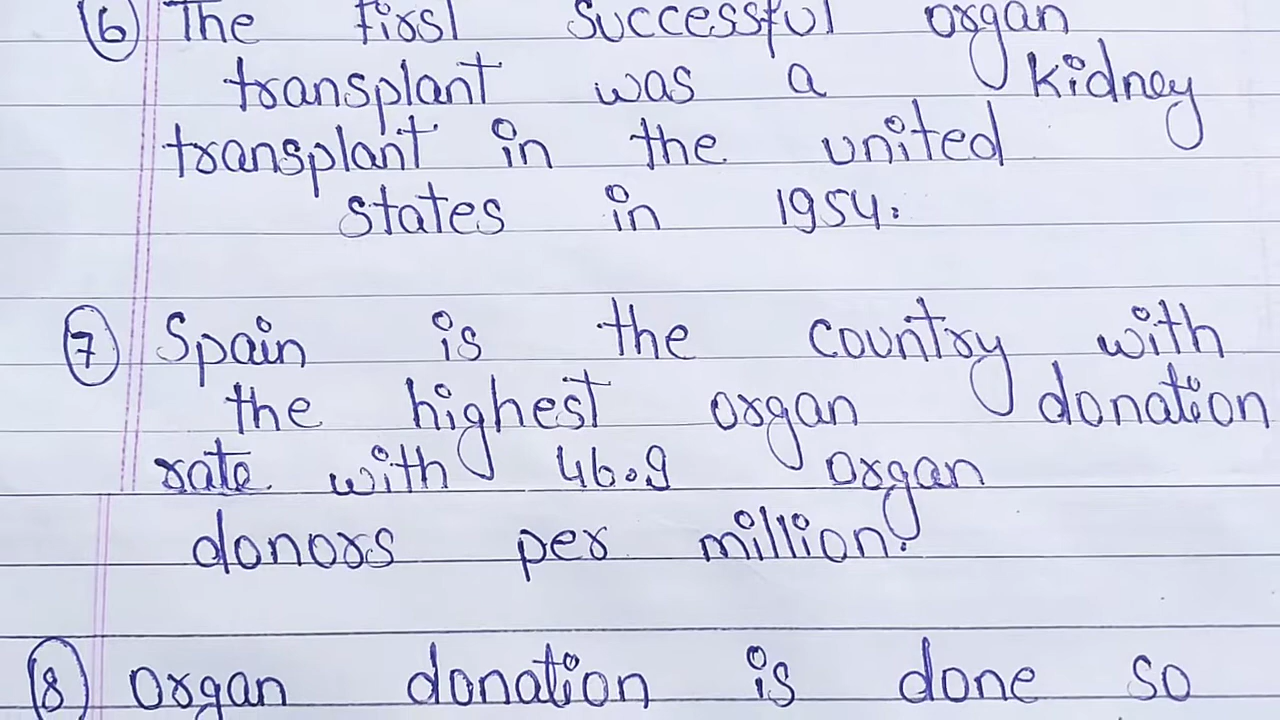 6 The first successful organ
transplant was a kidney
transplant in the united
states in 1954.
7 Spain is the country with
the highest organ donation
rate with 46.9 organ
donors per million.
8 organ donation is done so